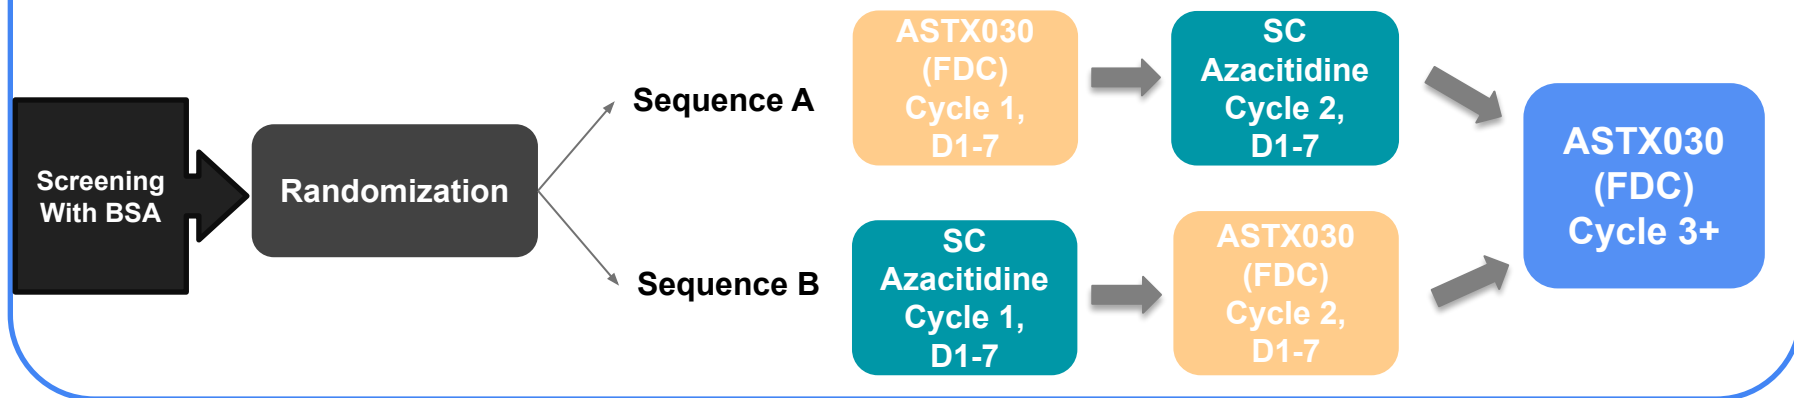 Screening
With BSA
Randomization
Sequence A
ASTX030
(FDC)
Cycle 1,
D1-7
SC
Azacitidine
Cycle 2,
D1-7
Sequence B
SC
Azacitidine
Cycle 1,
D1-7
ASTX030
(FDC)
Cycle 2,
D1-7
ASTX030
(FDC)
Cycle 3+